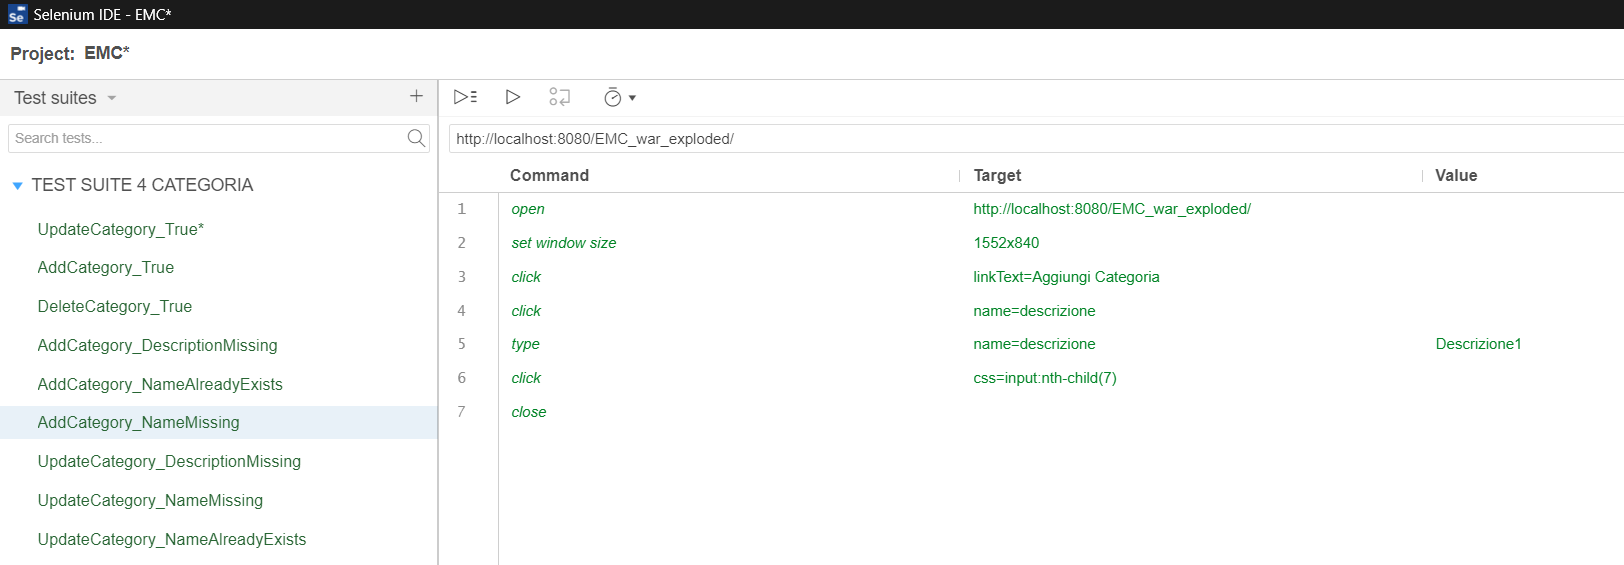 Se Selenium IDE - EMC*
Project: EMC*
Test suites
Search tests...
TEST SUITE 4 CATEGORIA
UpdateCategory_True*
AddCategory_True
DeleteCategory_True
AddCategory_DescriptionMissing
AddCategory_NameAlreadyExists
AddCategory_NameMissing
UpdateCategory_DescriptionMissing
UpdateCategory_NameMissing
UpdateCategory_NameAlreadyExists
http://localhost:8080/EMC_war_exploded/
Command Target Value
1 open http://localhost:8080/EMC_war_exploded/
2 set window size 1552x840
3 click linkText=Aggiungi Categoria
4 click name=descrizione
5 type name=descrizione Descrizione1
6 click css=input:nth-child(7)
7 close